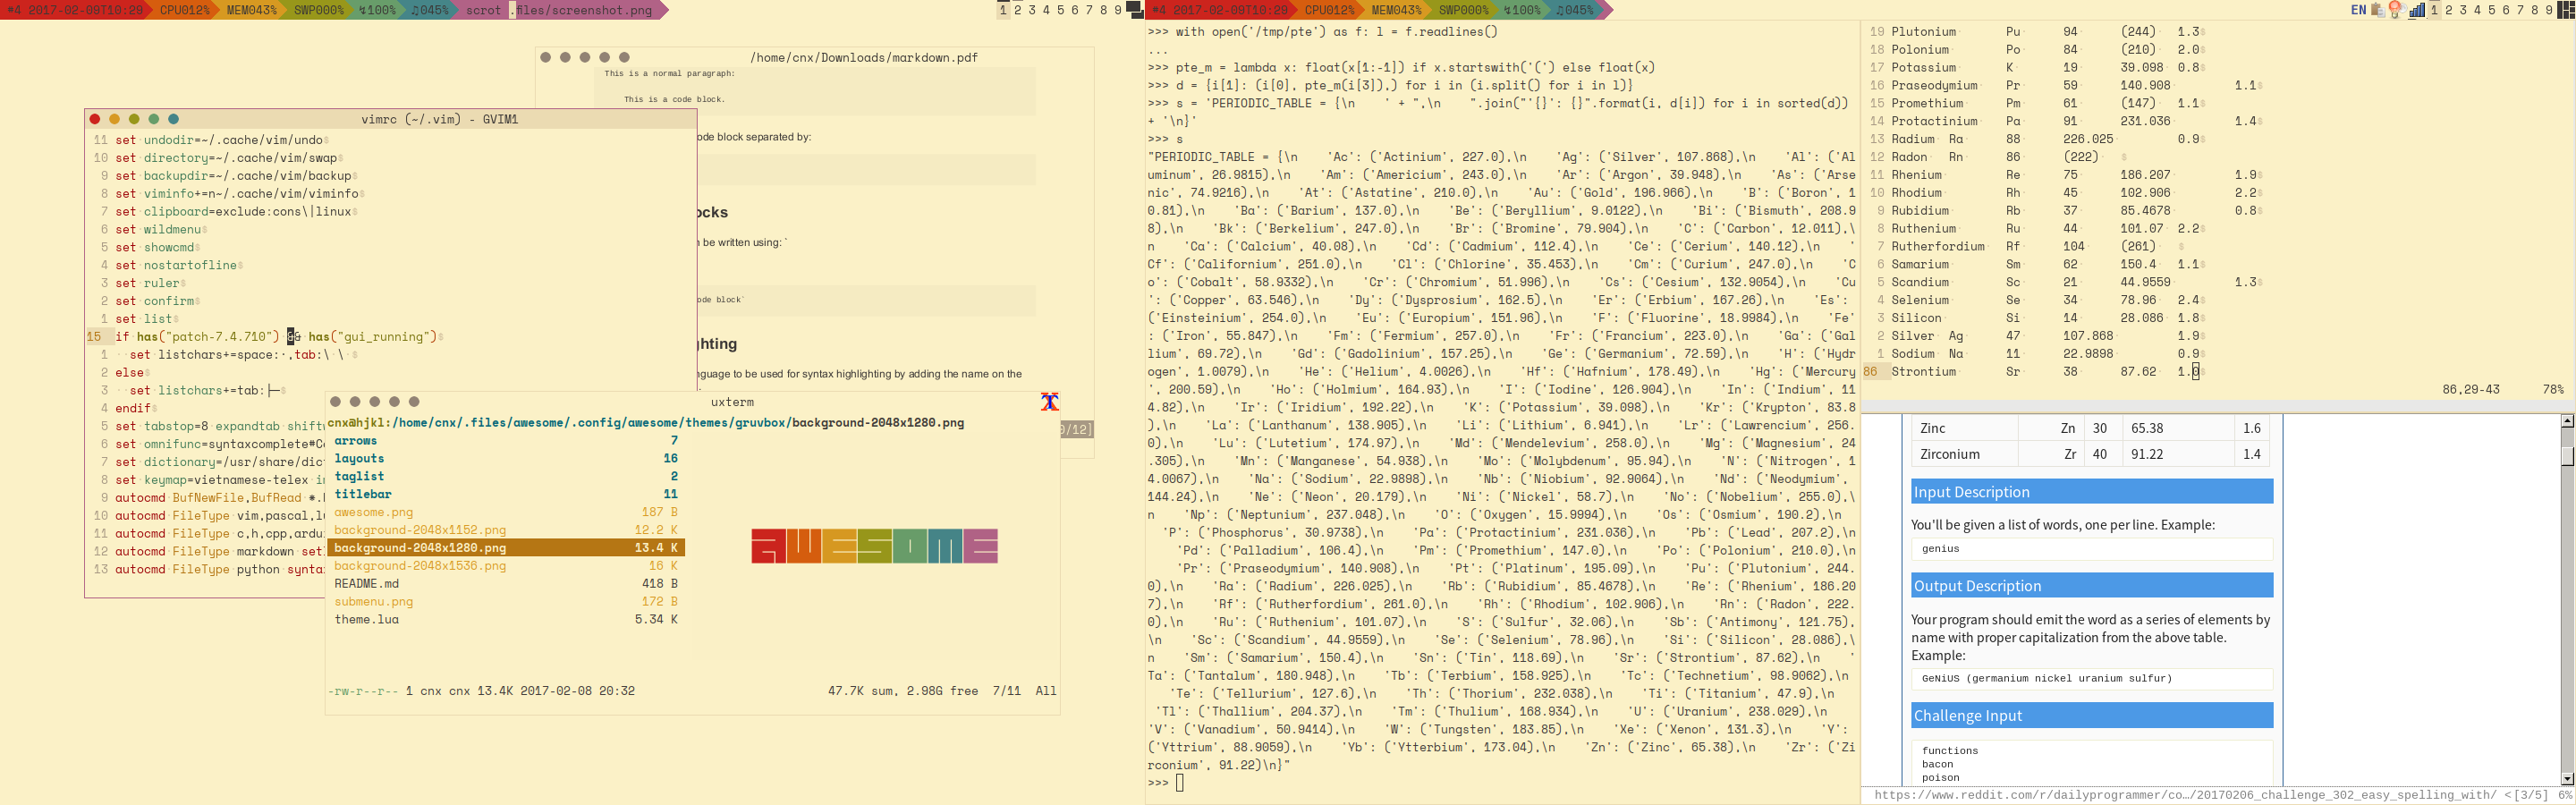 #4 2017-02-09T10:29 CPU012% MEM043% SWP000% ↯100% ♫045% scrot .files/screenshot.png
1 2 3 4 5 6 7 8 9
/home/cnx/Downloads/markdown.pdf
This is a normal paragraph:
This is a code block.
ode block separated by:
ocks
n be written using: `
ode block`
ghting
nguage to be used for syntax highlighting by adding the name on the
0/12]
vimrc (~/.vim) - GVIM1
11 set undodir=~/.cache/vim/undo
10 set directory=~/.cache/vim/swap
9 set backupdir=~/.cache/vim/backup
8 set viminfo+=n~/.cache/vim/viminfo
7 set clipboard=exclude:cons\|linux
6 set wildmenu
5 set showcmd
4 set nostartofline
3 set ruler
2 set confirm
1 set list
15 if has("patch-7.4.710") && has("gui_running")
1 set listchars+=space:·,tab:\ \
2 else
3 set listchars+=tab:├─
4 endif
5 set tabstop=8 expandtab shiftw
6 set omnifunc=syntaxcomplete#Co
7 set dictionary=/usr/share/dict
8 set keymap=vietnamese-telex im
9 autocmd BufNewFile,BufRead *.
10 autocmd FileType vim,pascal,lu
11 autocmd FileType c,h,cpp,ardu
12 autocmd FileType markdown set
13 autocmd FileType python synta
uxterm
cnx@hjkl:/home/cnx/.files/awesome/.config/awesome/themes/gruvbox/background-2048x1280.png
arrows 7
layouts 16
taglist 2
titlebar 11
awesome.png 187 B
background-2048x1152.png 12.2 K
background-2048x1280.png 13.4 K
background-2048x1536.png 16 K
README.md 418 B
submenu.png 172 B
theme.lua 5.34 K
awesome
-rw-r--r-- 1 cnx cnx 13.4K 2017-02-08 20:32 47.7K sum, 2.98G free 7/11 All
#4 2017-02-09T10:29 CPU012% MEM043% SWP000% ↯100% ♫045%
EN 1 2 3 4 5 6 7 8 9
>>> with open('/tmp/pte') as f: l = f.readlines()
...
>>> pte_m = lambda x: float(x[1:-1]) if x.startswith('(') else float(x)
>>> d = {i[1]: (i[0], pte_m(i[3]),) for i in (i.split() for i in l)}
>>> s = 'PERIODIC_TABLE = {\n    ' + ",\n    ".join("'{}': {}".format(i, d[i]) for i in sorted(d))
+ '\n}'
>>> s
"PERIODIC_TABLE = {\n    'Ac': ('Actinium', 227.0),\n    'Ag': ('Silver', 107.868),\n    'Al': ('Al
uminum', 26.9815),\n    'Am': ('Americium', 243.0),\n    'Ar': ('Argon', 39.948),\n    'As': ('Arse
nic', 74.9216),\n    'At': ('Astatine', 210.0),\n    'Au': ('Gold', 196.966),\n    'B': ('Boron', 1
0.81),\n    'Ba': ('Barium', 137.0),\n    'Be': ('Beryllium', 9.0122),\n    'Bi': ('Bismuth', 208.9
8),\n    'Bk': ('Berkelium', 247.0),\n    'Br': ('Bromine', 79.904),\n    'C': ('Carbon', 12.011),\
n    'Ca': ('Calcium', 40.08),\n    'Cd': ('Cadmium', 112.4),\n    'Ce': ('Cerium', 140.12),\n    '
Cf': ('Californium', 251.0),\n    'Cl': ('Chlorine', 35.453),\n    'Cm': ('Curium', 247.0),\n    'C
o': ('Cobalt', 58.9332),\n    'Cr': ('Chromium', 51.996),\n    'Cs': ('Cesium', 132.9054),\n    'Cu
': ('Copper', 63.546),\n    'Dy': ('Dysprosium', 162.5),\n    'Er': ('Erbium', 167.26),\n    'Es':
('Einsteinium', 254.0),\n    'Eu': ('Europium', 151.96),\n    'F': ('Fluorine', 18.9984),\n    'Fe'
: ('Iron', 55.847),\n    'Fm': ('Fermium', 257.0),\n    'Fr': ('Francium', 223.0),\n    'Ga': ('Gal
lium', 69.72),\n    'Gd': ('Gadolinium', 157.25),\n    'Ge': ('Germanium', 72.59),\n    'H': ('Hydr
ogen', 1.0079),\n    'He': ('Helium', 4.0026),\n    'Hf': ('Hafnium', 178.49),\n    'Hg': ('Mercury
', 200.59),\n    'Ho': ('Holmium', 164.93),\n    'I': ('Iodine', 126.904),\n    'In': ('Indium', 11
4.82),\n    'Ir': ('Iridium', 192.22),\n    'K': ('Potassium', 39.098),\n    'Kr': ('Krypton', 83.8
),\n    'La': ('Lanthanum', 138.905),\n    'Li': ('Lithium', 6.941),\n    'Lr': ('Lawrencium', 256.
0),\n    'Lu': ('Lutetium', 174.97),\n    'Md': ('Mendelevium', 258.0),\n    'Mg': ('Magnesium', 24
.305),\n    'Mn': ('Manganese', 54.938),\n    'Mo': ('Molybdenum', 95.94),\n    'N': ('Nitrogen', 1
4.0067),\n    'Na': ('Sodium', 22.9898),\n    'Nb': ('Niobium', 92.9064),\n    'Nd': ('Neodymium',
144.24),\n    'Ne': ('Neon', 20.179),\n    'Ni': ('Nickel', 58.7),\n    'No': ('Nobelium', 255.0),\
n    'Np': ('Neptunium', 237.048),\n    'O': ('Oxygen', 15.9994),\n    'Os': ('Osmium', 190.2),\n
'P': ('Phosphorus', 30.9738),\n    'Pa': ('Protactinium', 231.036),\n    'Pb': ('Lead', 207.2),\n
'Pd': ('Palladium', 106.4),\n    'Pm': ('Promethium', 147.0),\n    'Po': ('Polonium', 210.0),\n
'Pr': ('Praseodymium', 140.908),\n    'Pt': ('Platinum', 195.09),\n    'Pu': ('Plutonium', 244.
0),\n    'Ra': ('Radium', 226.025),\n    'Rb': ('Rubidium', 85.4678),\n    'Re': ('Rhenium', 186.20
7),\n    'Rf': ('Rutherfordium', 261.0),\n    'Rh': ('Rhodium', 102.906),\n    'Rn': ('Radon', 222.
0),\n    'Ru': ('Ruthenium', 101.07),\n    'S': ('Sulfur', 32.06),\n    'Sb': ('Antimony', 121.75),
\n    'Sc': ('Scandium', 44.9559),\n    'Se': ('Selenium', 78.96),\n    'Si': ('Silicon', 28.086),\
n    'Sm': ('Samarium', 150.4),\n    'Sn': ('Tin', 118.69),\n    'Sr': ('Strontium', 87.62),\n    '
Ta': ('Tantalum', 180.948),\n    'Tb': ('Terbium', 158.925),\n    'Tc': ('Technetium', 98.9062),\n
'Te': ('Tellurium', 127.6),\n    'Th': ('Thorium', 232.038),\n    'Ti': ('Titanium', 47.9),\n
'Tl': ('Thallium', 204.37),\n    'Tm': ('Thulium', 168.934),\n    'U': ('Uranium', 238.029),\n
'V': ('Vanadium', 50.9414),\n    'W': ('Tungsten', 183.85),\n    'Xe': ('Xenon', 131.3),\n    'Y':
('Yttrium', 88.9059),\n    'Yb': ('Ytterbium', 173.04),\n    'Zn': ('Zinc', 65.38),\n    'Zr': ('Zi
rconium', 91.22)\n}"
>>>
19 Plutonium Pu 94 (244) 1.3
18 Polonium Po 84 (210) 2.0
17 Potassium K 19 39.098 0.8
16 Praseodymium Pr 59 140.908 1.1
15 Promethium Pm 61 (147) 1.1
14 Protactinium Pa 91 231.036 1.4
13 Radium Ra 88 226.025 0.9
12 Radon Rn 86 (222)
11 Rhenium Re 75 186.207 1.9
10 Rhodium Rh 45 102.906 2.2
9 Rubidium Rb 37 85.4678 0.8
8 Ruthenium Ru 44 101.07 2.2
7 Rutherfordium Rf 104 (261)
6 Samarium Sm 62 150.4 1.1
5 Scandium Sc 21 44.9559 1.3
4 Selenium Se 34 78.96 2.4
3 Silicon Si 14 28.086 1.8
2 Silver Ag 47 107.868 1.9
1 Sodium Na 11 22.9898 0.9
86 Strontium Sr 38 87.62 1.0
86,29-43 78%
Zinc Zn 30 65.38 1.6
Zirconium Zr 40 91.22 1.4
Input Description
You'll be given a list of words, one per line. Example:
genius
Output Description
Your program should emit the word as a series of elements by
name with proper capitalization from the above table.
Example:
GeNiUS (germanium nickel uranium sulfur)
Challenge Input
functions
bacon
poison
https://www.reddit.com/r/dailyprogrammer/co…/20170206_challenge_302_easy_spelling_with/ <[3/5] 6%